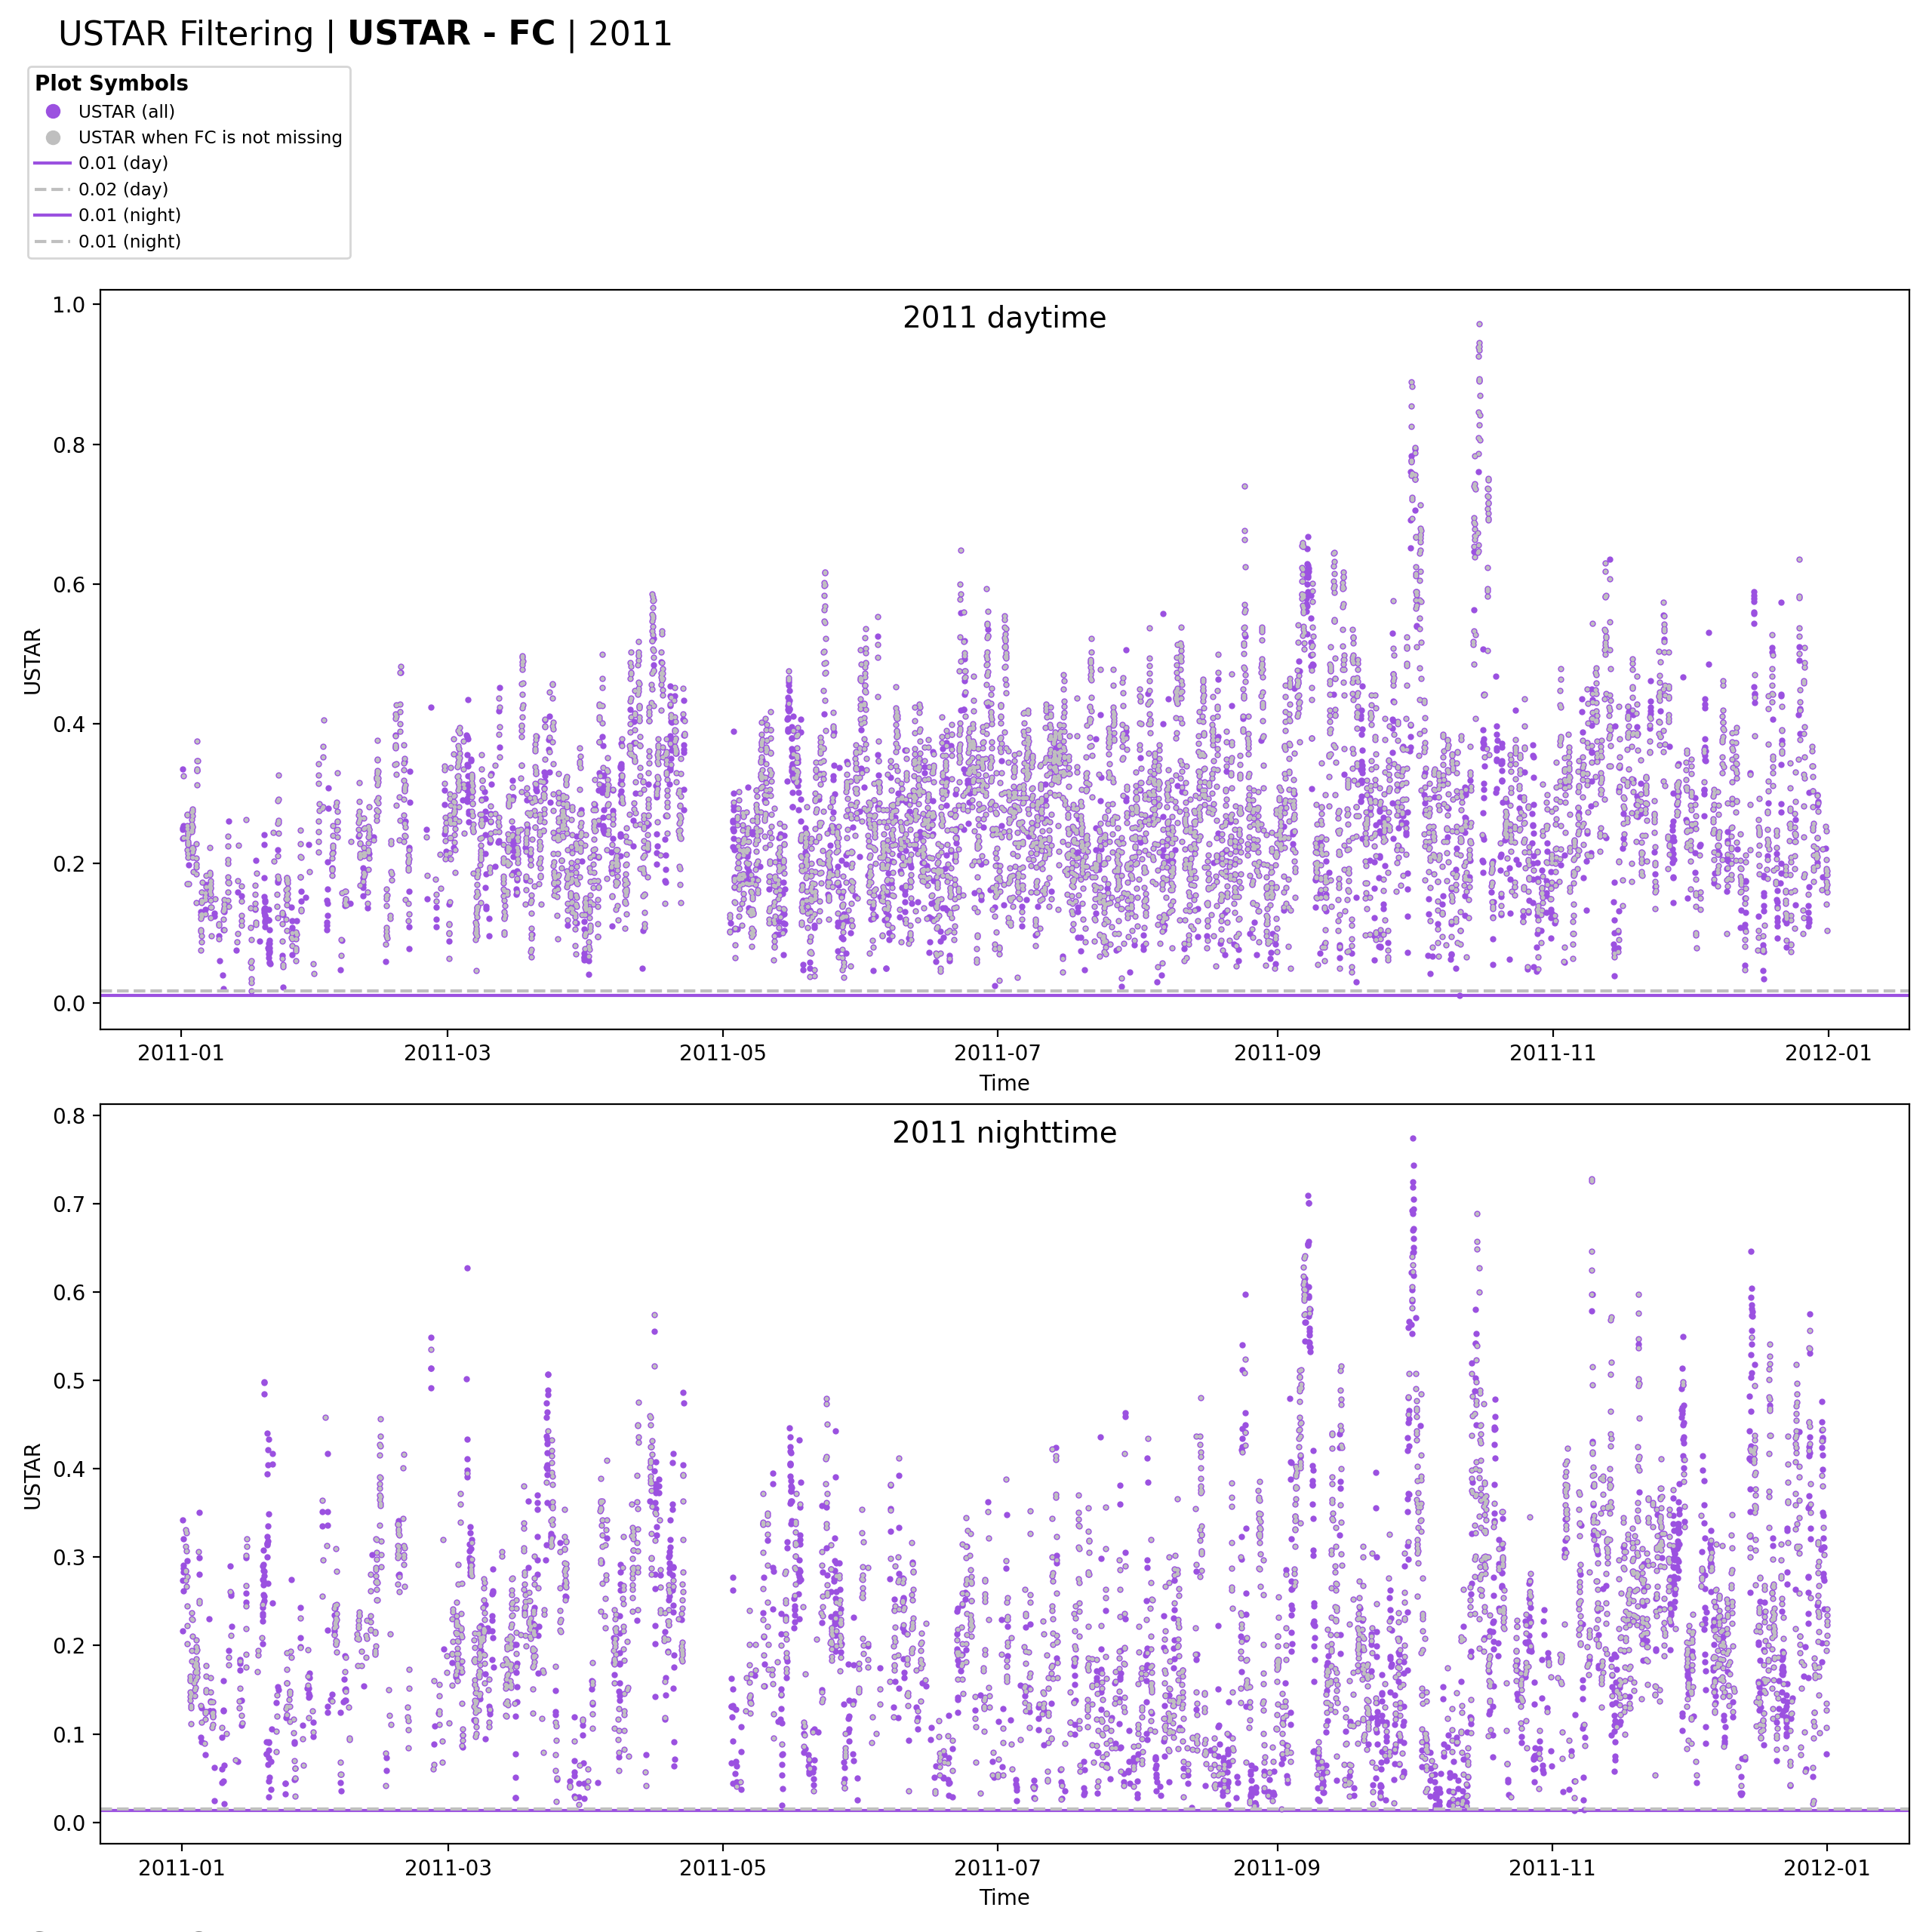 USTAR Filtering | USTAR - FC | 2011
Plot Symbols
USTAR (all)
USTAR when FC is not missing
0.01 (day)
0.02 (day)
0.01 (night)
0.01 (night)
2011 daytime
1.0
0.8
0.6
0.4
0.2
0.0
USTAR
2011-01 2011-03 2011-05 2011-07 2011-09 2011-11 2012-01
Time
2011 nighttime
0.8
0.7
0.6
0.5
0.4
0.3
0.2
0.1
0.0
USTAR
2011-01 2011-03 2011-05 2011-07 2011-09 2011-11 2012-01
Time